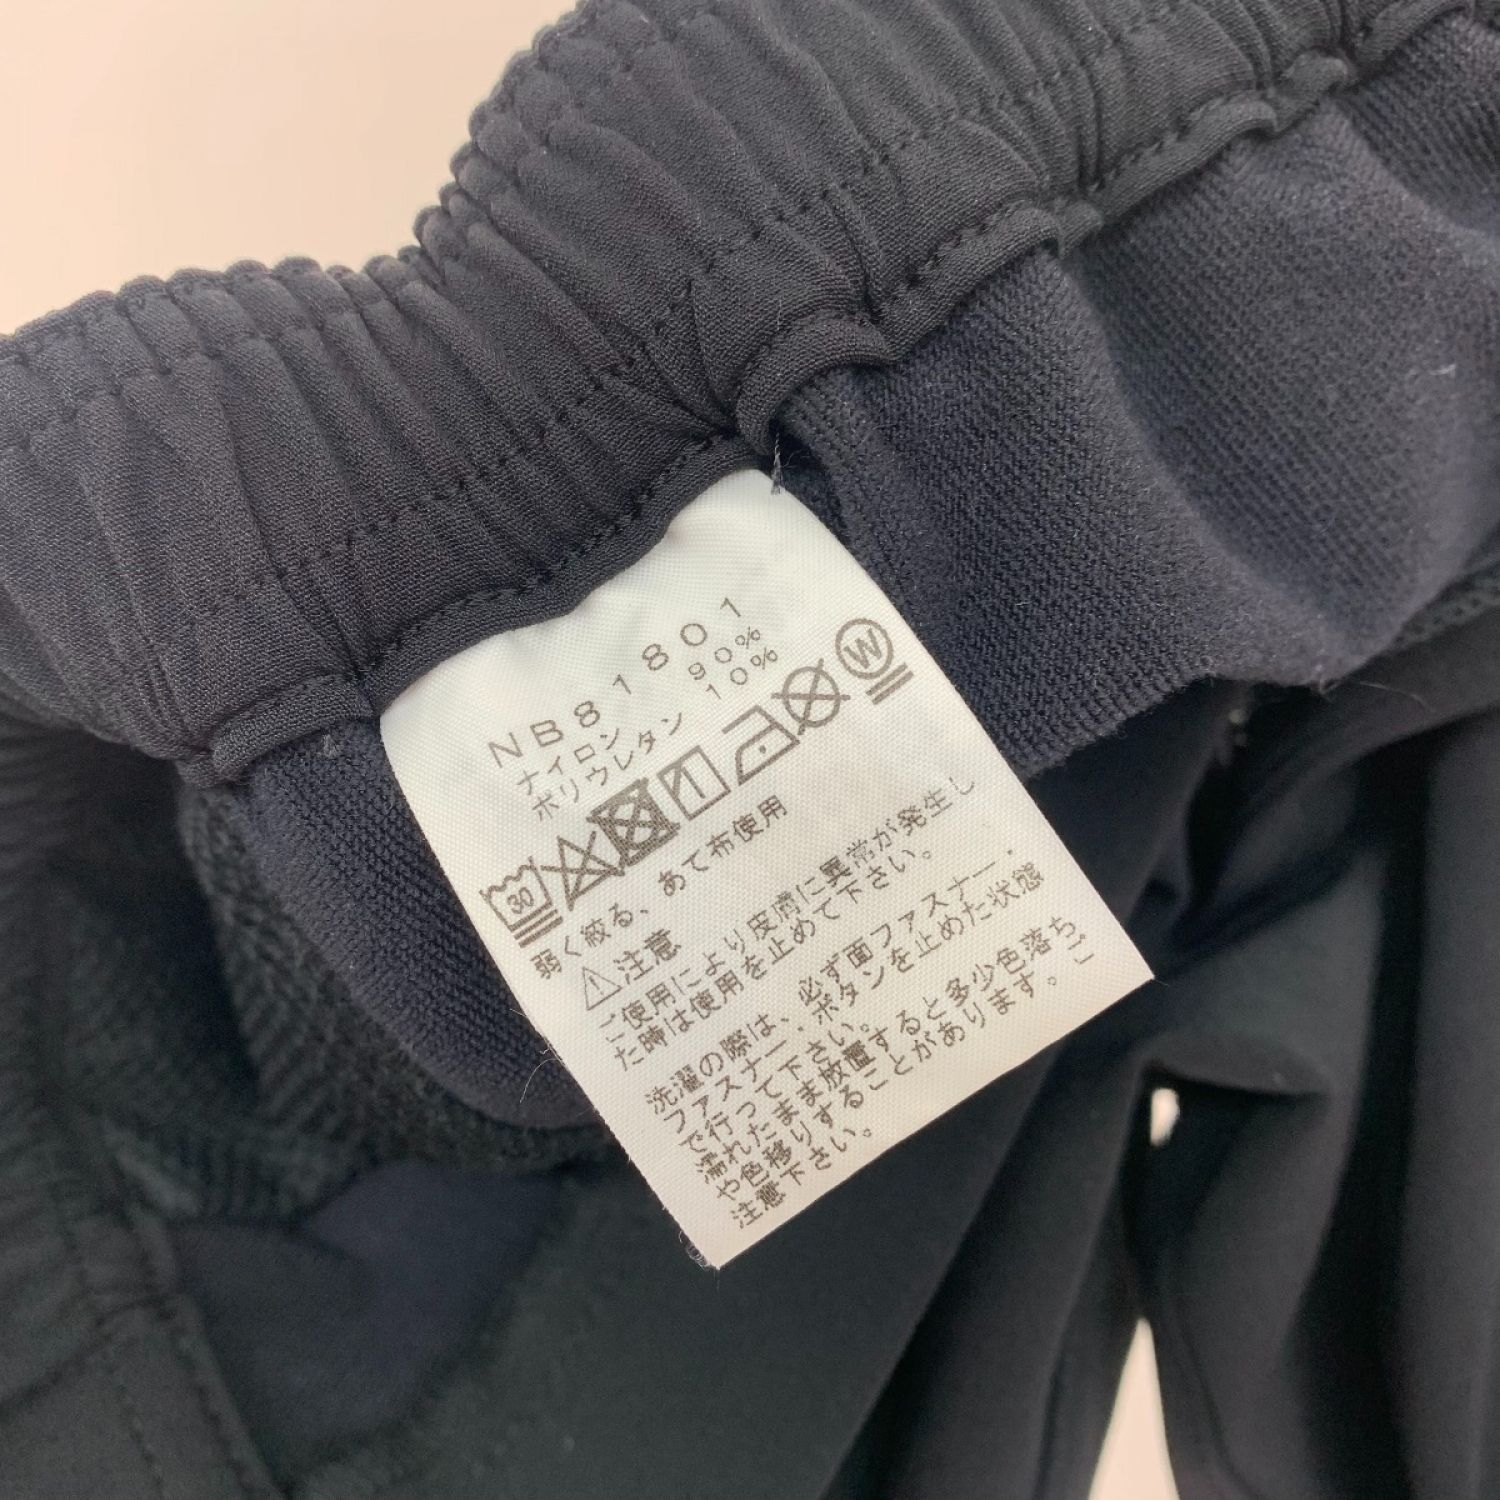 NB81801
ナイロン 90%
ポリウレタン 10%
30 W
弱く絞る、あて布使用
注意
ご使用により皮膚に異常が発生し
た時は使用を止めて下さい。
洗濯の際は、必ず面ファスナー・
ファスナー・ボタンを止めた状態
で行って下さい。
濡れたまま放置すると多少色落ち
や色移りすることがあります。ご
注意下さい。